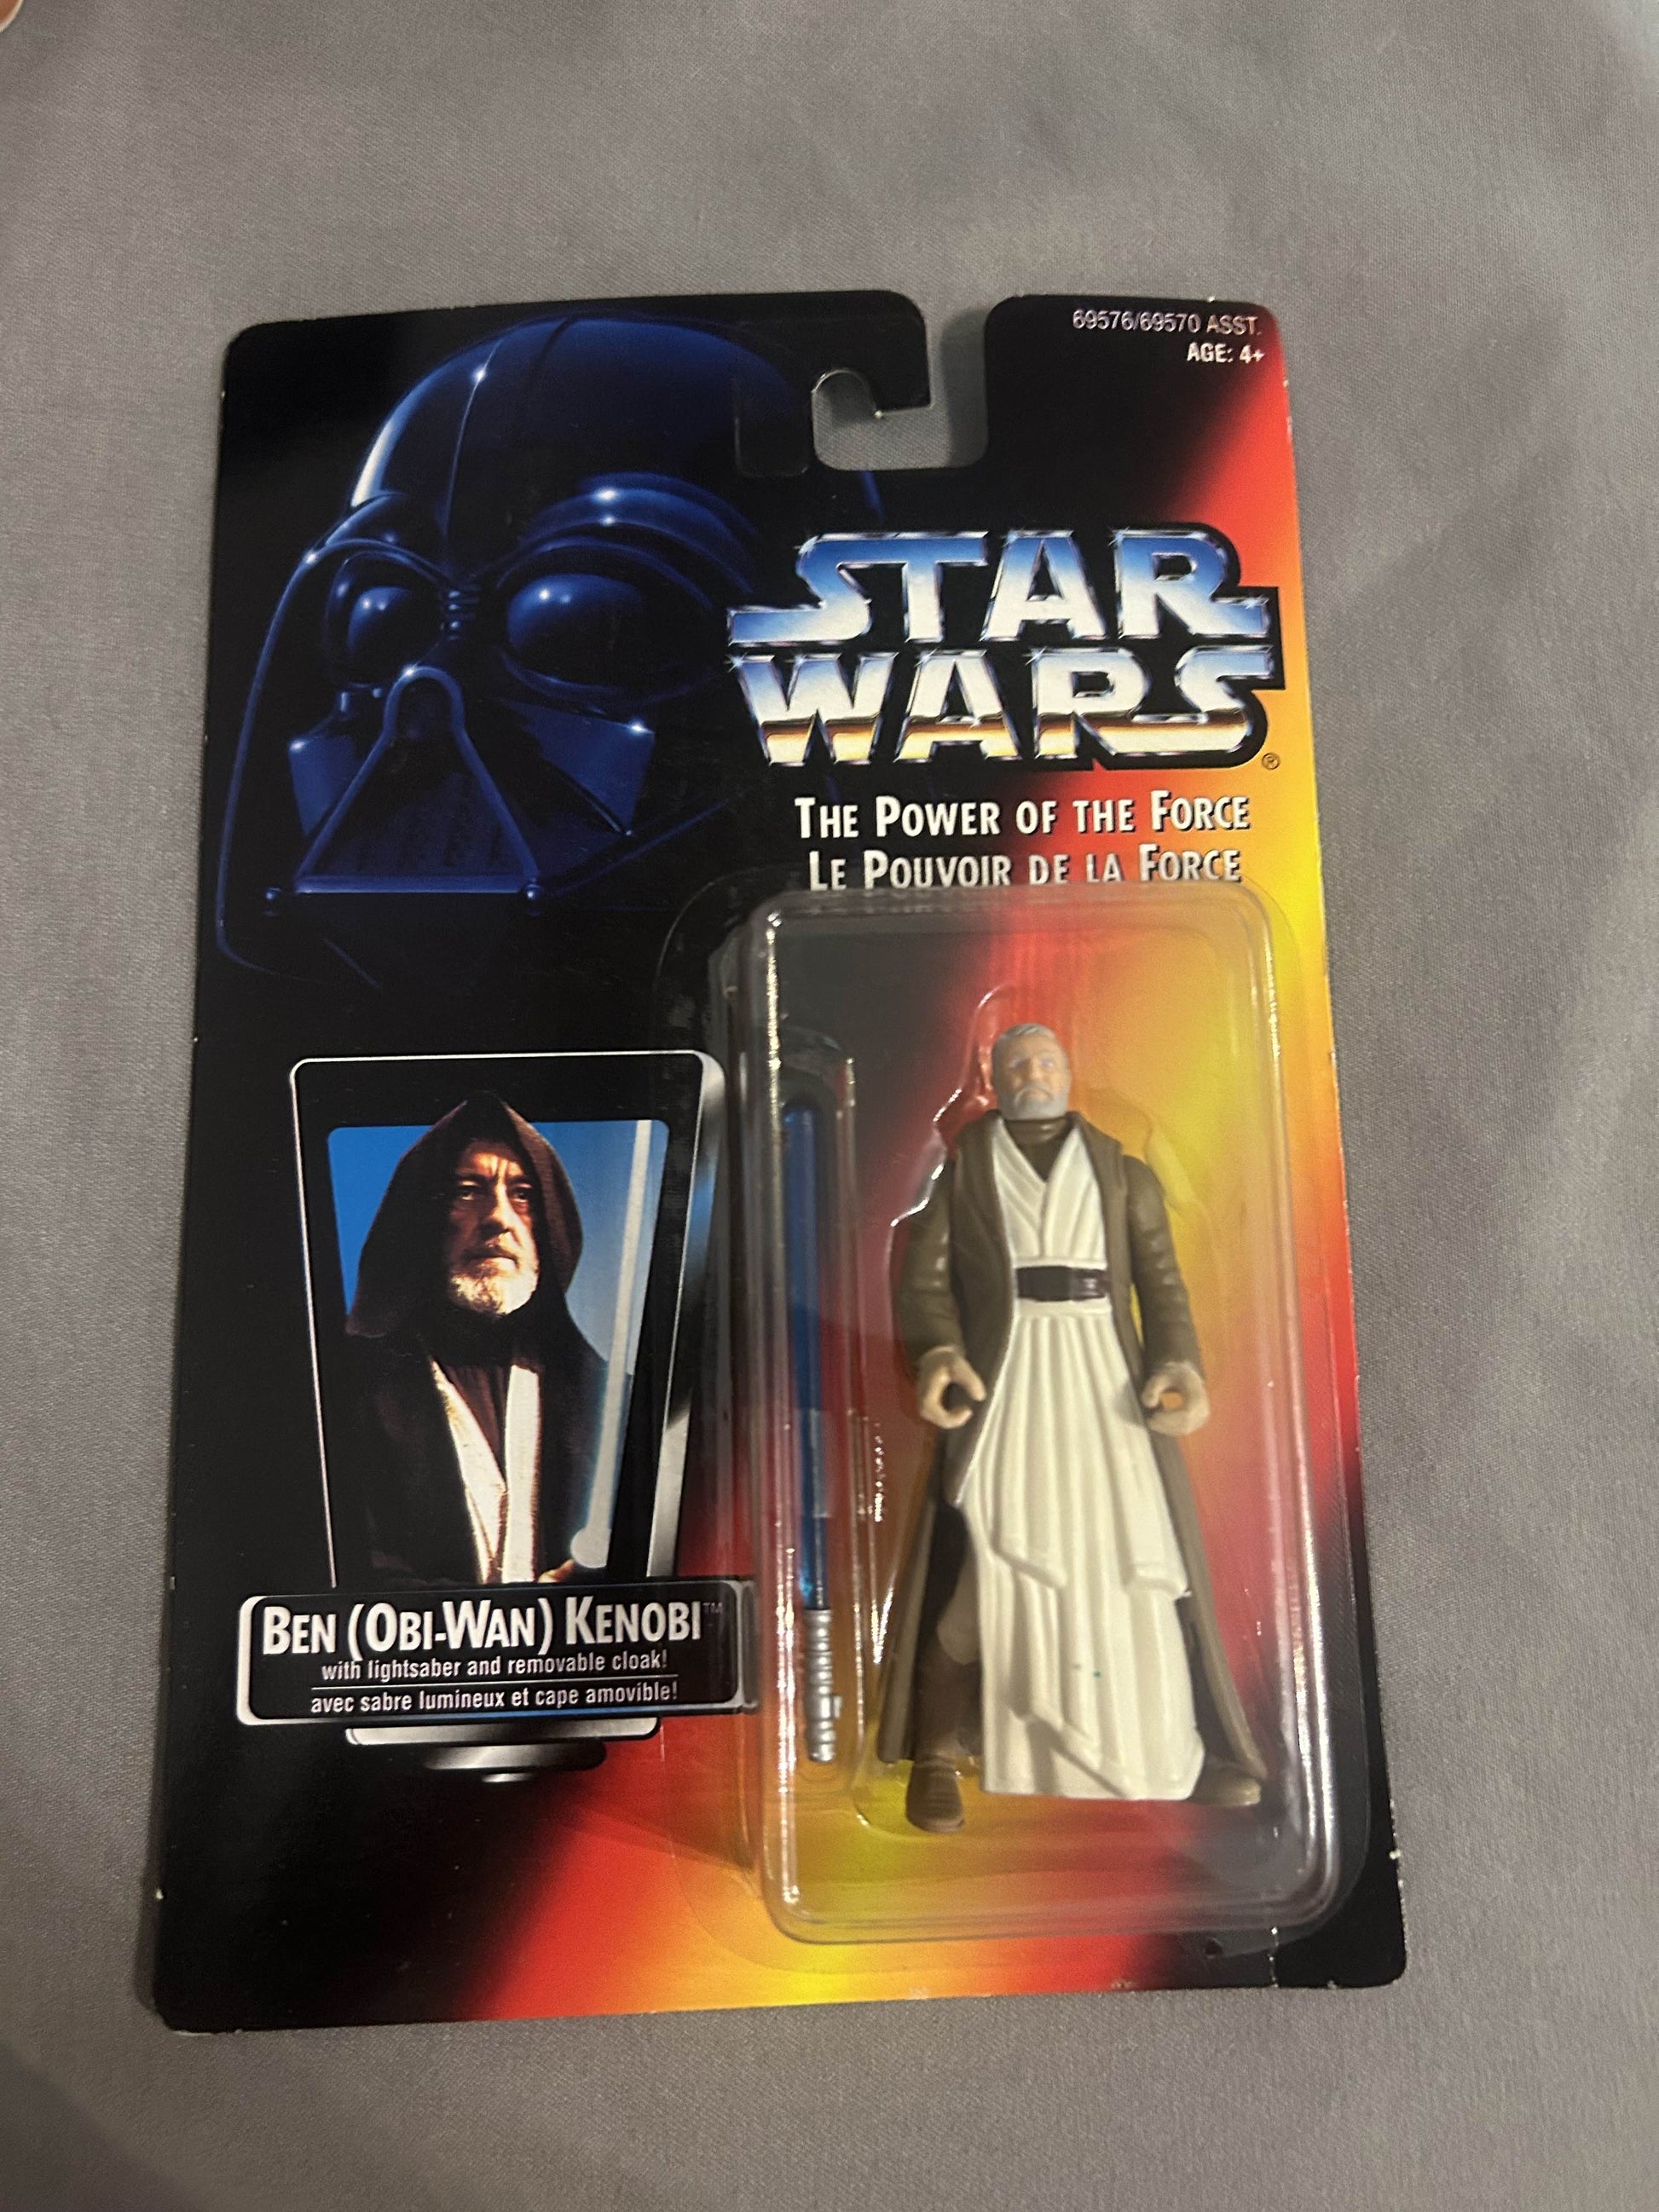 69576/69570 ASST.
AGE: 4+
STAR
WARS®
THE POWER OF THE FORCE
LE POUVOIR DE LA FORCE
BEN (OBI-WAN) KENOBI™
with lightsaber and removable cloak!
avec sabre lumineux et cape amovible!